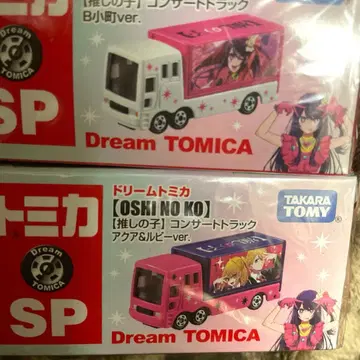 トミカ
【推しの子】コンサートトラック
B小町ver.
Dream
TOMICA
SP
Dream TOMICA
トミカ
ドリームトミカ
【OSHI NO KO】
【推しの子】コンサートトラック
アクア&ルビーver.
TAKARA
TOMY
Dream
TOMICA
SP
Dream TOMICA